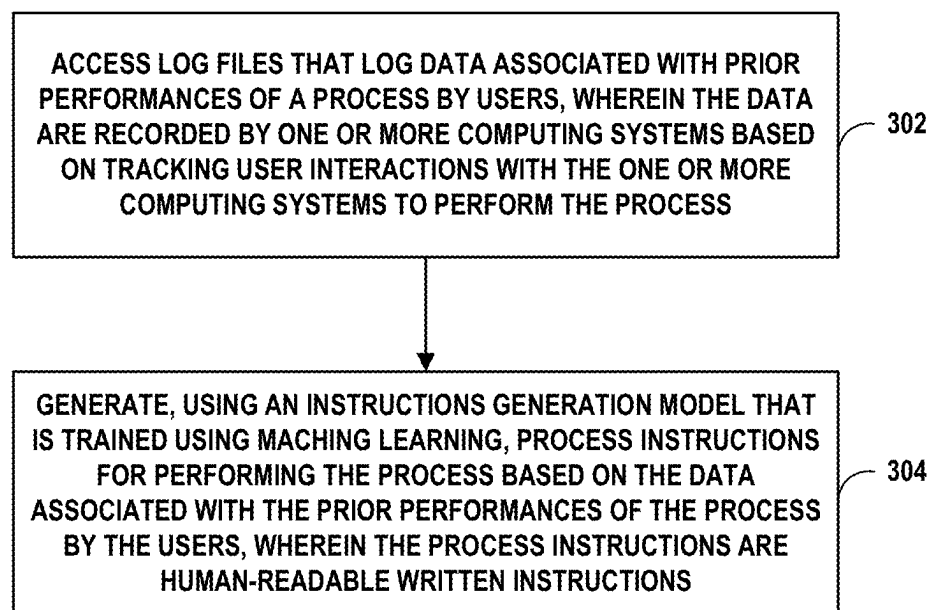 ACCESS LOG FILES THAT LOG DATA ASSOCIATED WITH PRIOR
PERFORMANCES OF A PROCESS BY USERS, WHEREIN THE DATA
ARE RECORDED BY ONE OR MORE COMPUTING SYSTEMS BASED
ON TRACKING USER INTERACTIONS WITH THE ONE OR MORE
COMPUTING SYSTEMS TO PERFORM THE PROCESS
302
GENERATE, USING AN INSTRUCTIONS GENERATION MODEL THAT
IS TRAINED USING MACHING LEARNING, PROCESS INSTRUCTIONS
FOR PERFORMING THE PROCESS BASED ON THE DATA
ASSOCIATED WITH THE PRIOR PERFORMANCES OF THE PROCESS
BY THE USERS, WHEREIN THE PROCESS INSTRUCTIONS ARE
HUMAN-READABLE WRITTEN INSTRUCTIONS
304